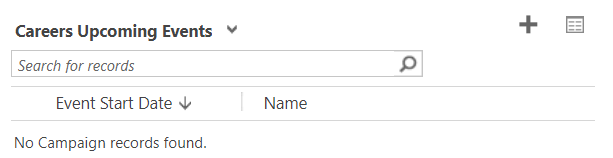 Careers Upcoming Events
Search for records
Event Start Date Name
No Campaign records found.